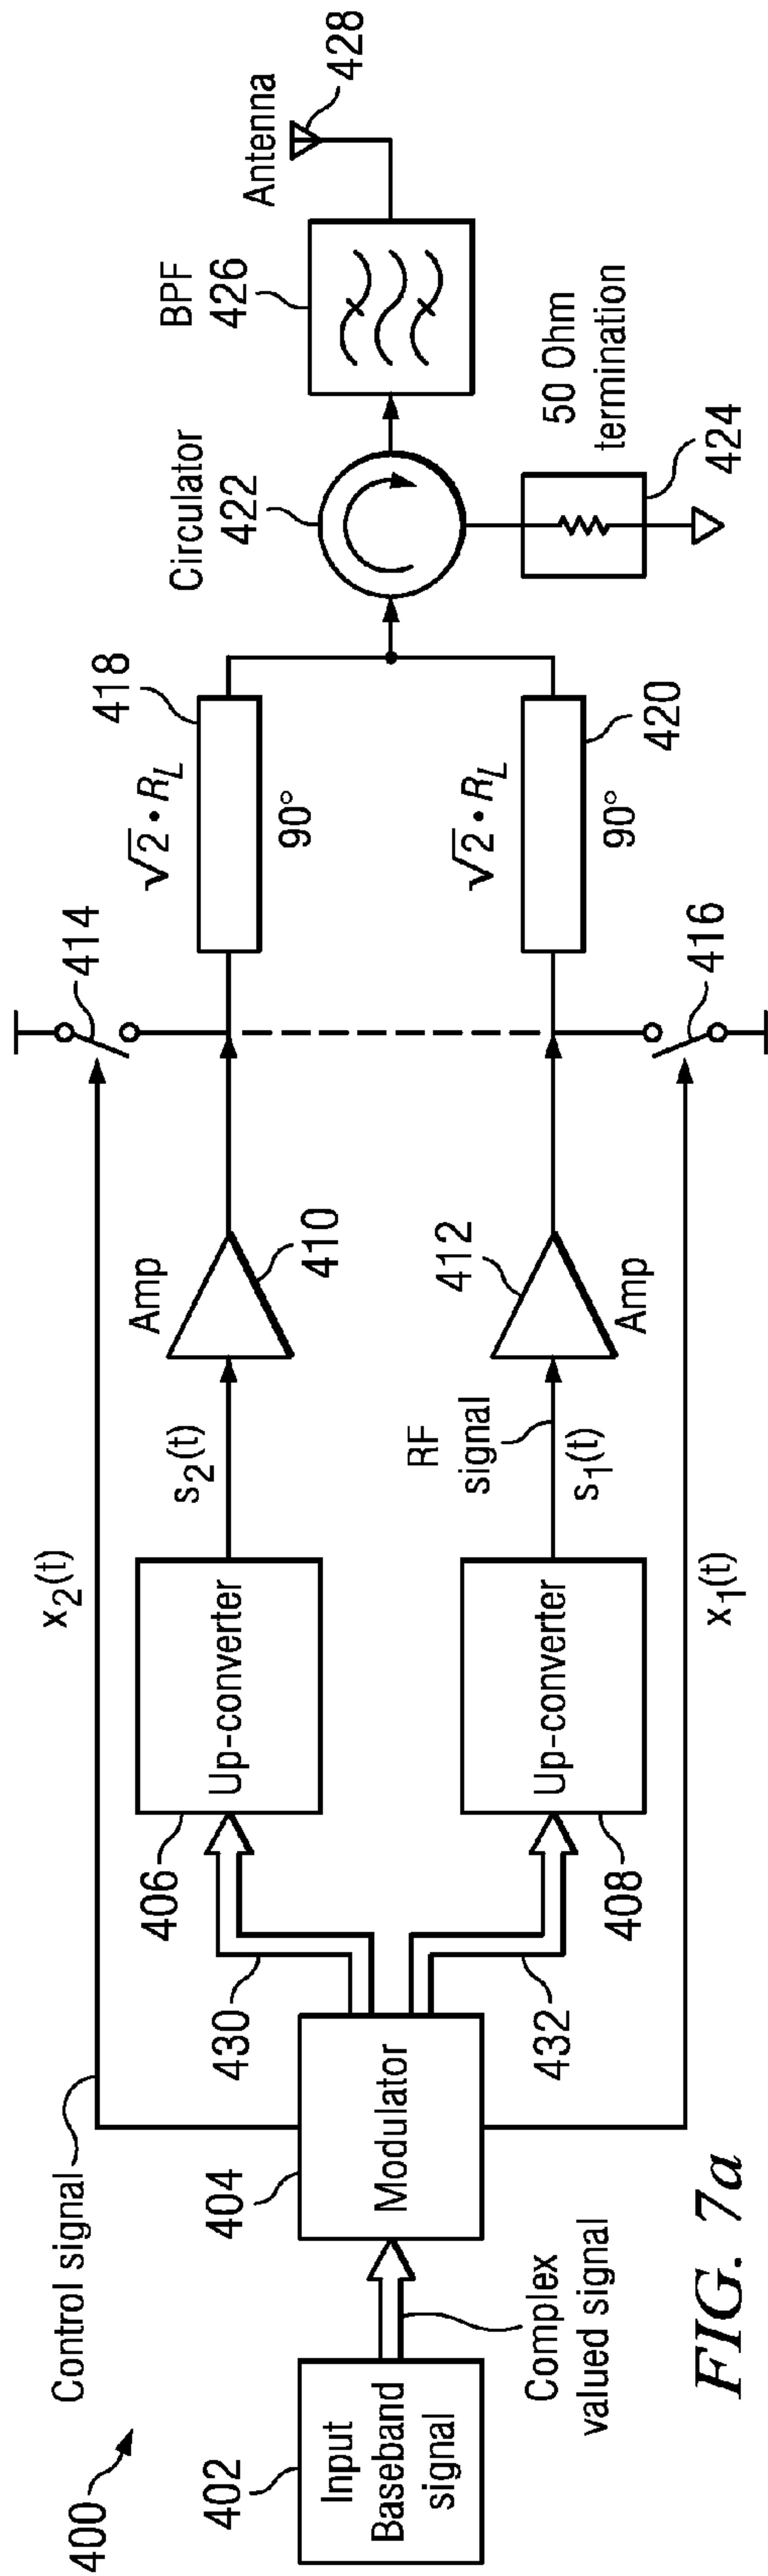 400
Control signal
402
Input
Baseband
signal
Complex
valued signal
404
Modulator
430
432
406
Up-converter
408
Up-converter
x2(t)
x1(t)
s2(t)
RF
signal
s1(t)
Amp
410
412
Amp
414
416
√2 • RL
90°
418
√2 • RL
90°
420
Circulator
422
50 Ohm
termination
424
BPF
426
Antenna
428
FIG. 7a